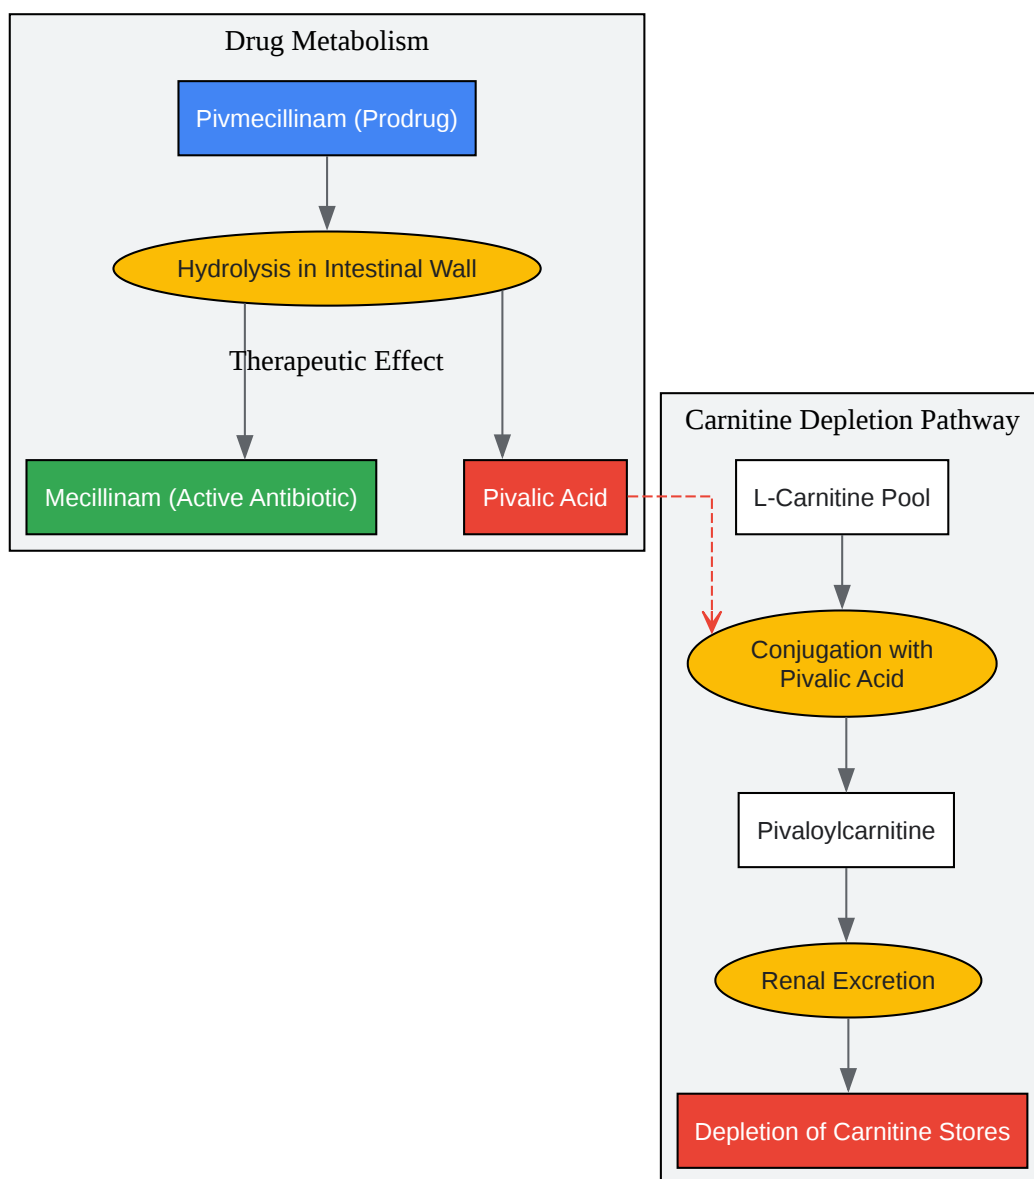 Drug Metabolism
Pivmecillinam (Prodrug)
Hydrolysis in Intestinal Wall
Therapeutic Effect
Mecillinam (Active Antibiotic)
Pivalic Acid
Carnitine Depletion Pathway
L-Carnitine Pool
Conjugation with
Pivalic Acid
Pivaloylcarnitine
Renal Excretion
Depletion of Carnitine Stores